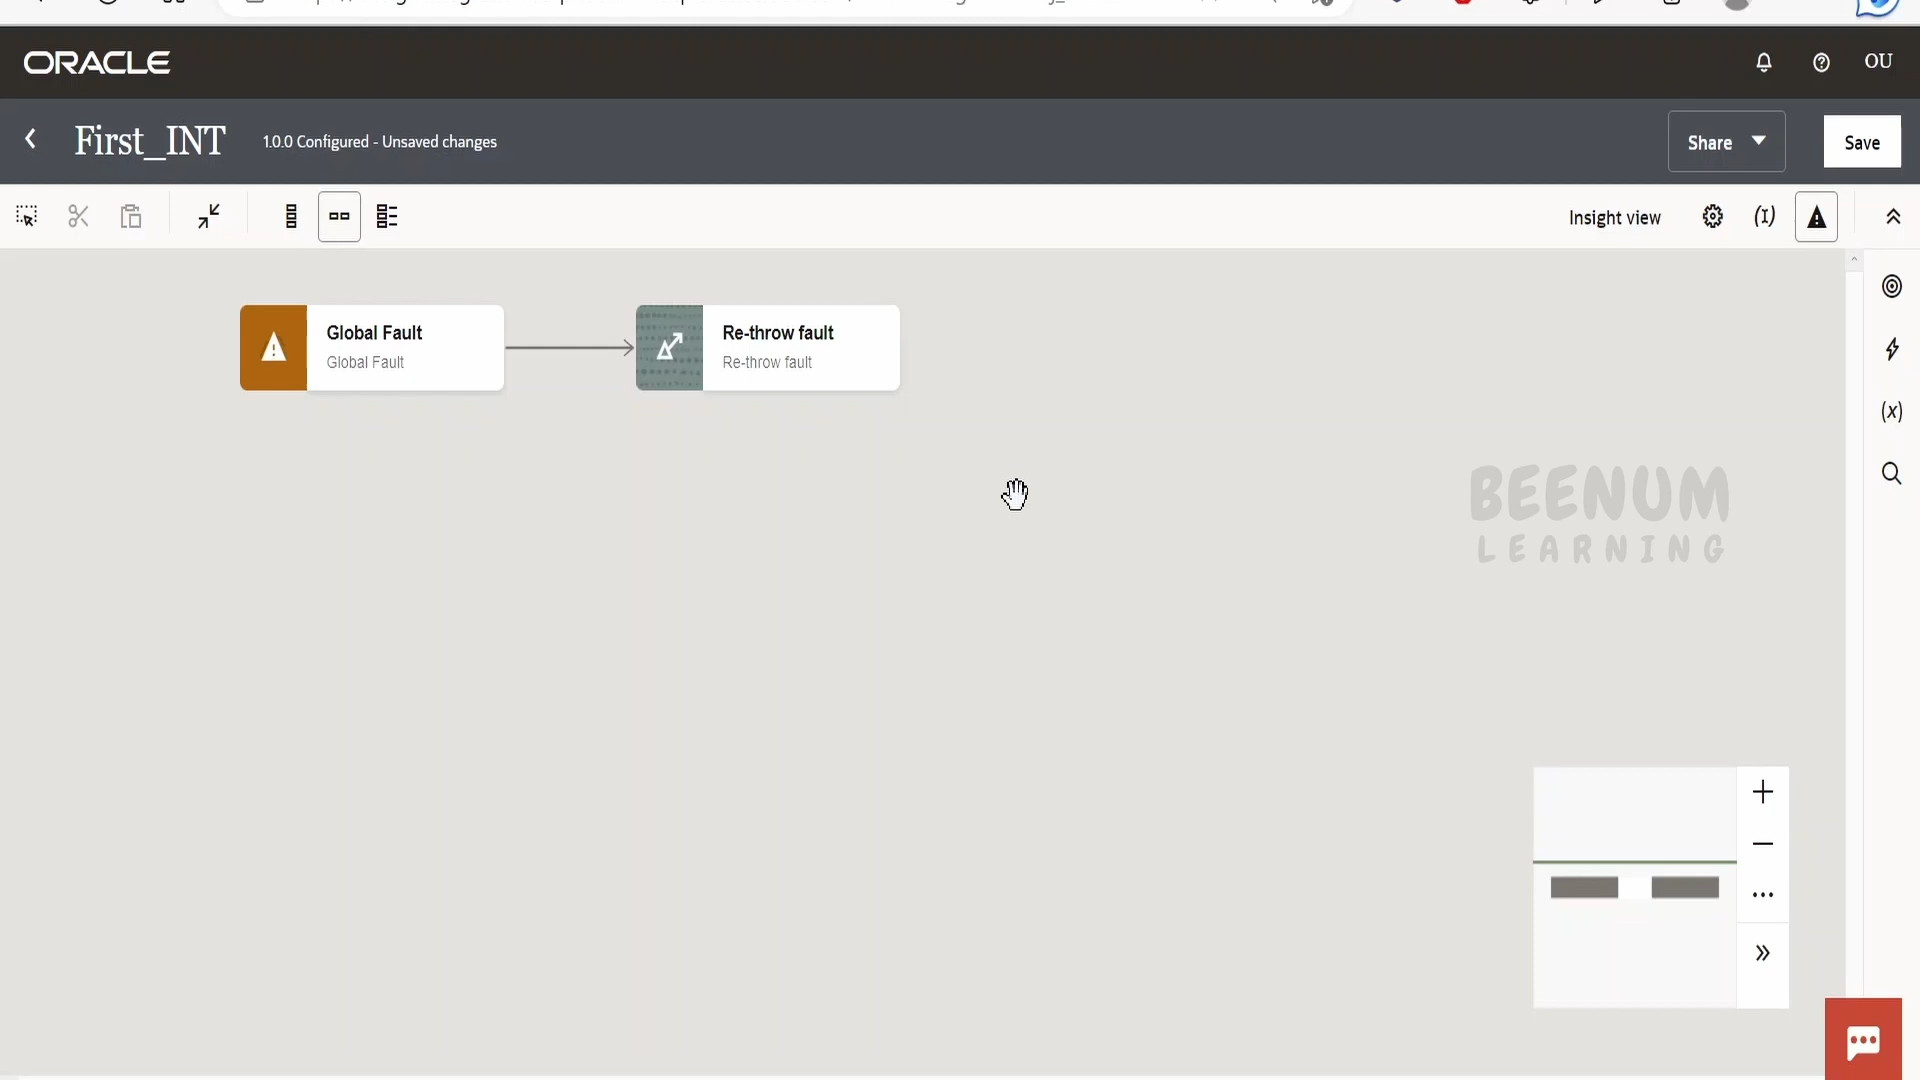 ORACLE
OU
First_INT
1.0.0 Configured - Unsaved changes
Share
Save
Insight view
(I)
Global Fault
Global Fault
Re-throw fault
Re-throw fault
(x)
BEENUM
LEARNING